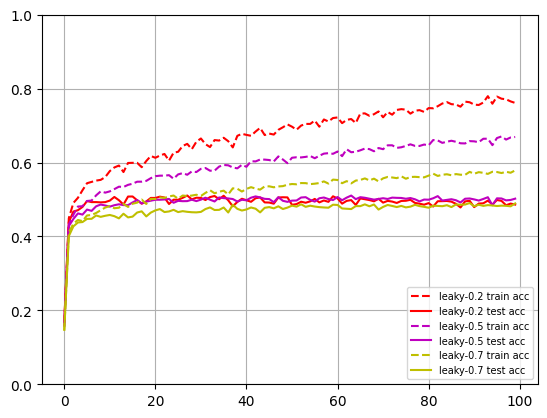 1.0
0.8
0.6
0.4
0.2
0.0
0
20
40
60
80
100
leaky-0.2 train acc
leaky-0.2 test acc
leaky-0.5 train acc
leaky-0.5 test acc
leaky-0.7 train acc
leaky-0.7 test acc